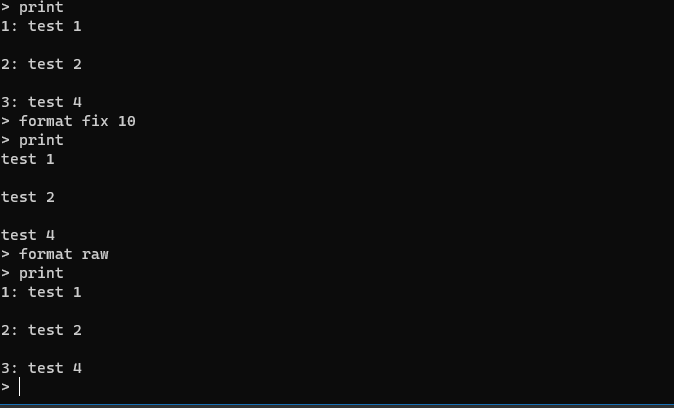 > print
1: test 1
2: test 2
3: test 4
> format fix 10
> print
test 1
test 2
test 4
> format raw
> print
1: test 1
2: test 2
3: test 4
>